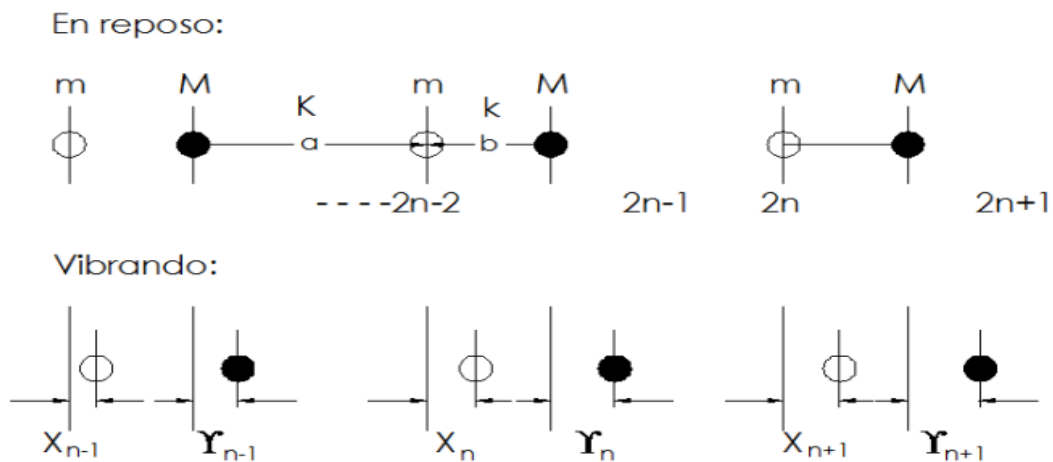 En reposo:
m M m M m M
K k
a b
- - - -2n-2 2n-1 2n 2n+1
Vibrando:
Xn-1 ϒn-1 Xn ϒn Xn+1 ϒn+1